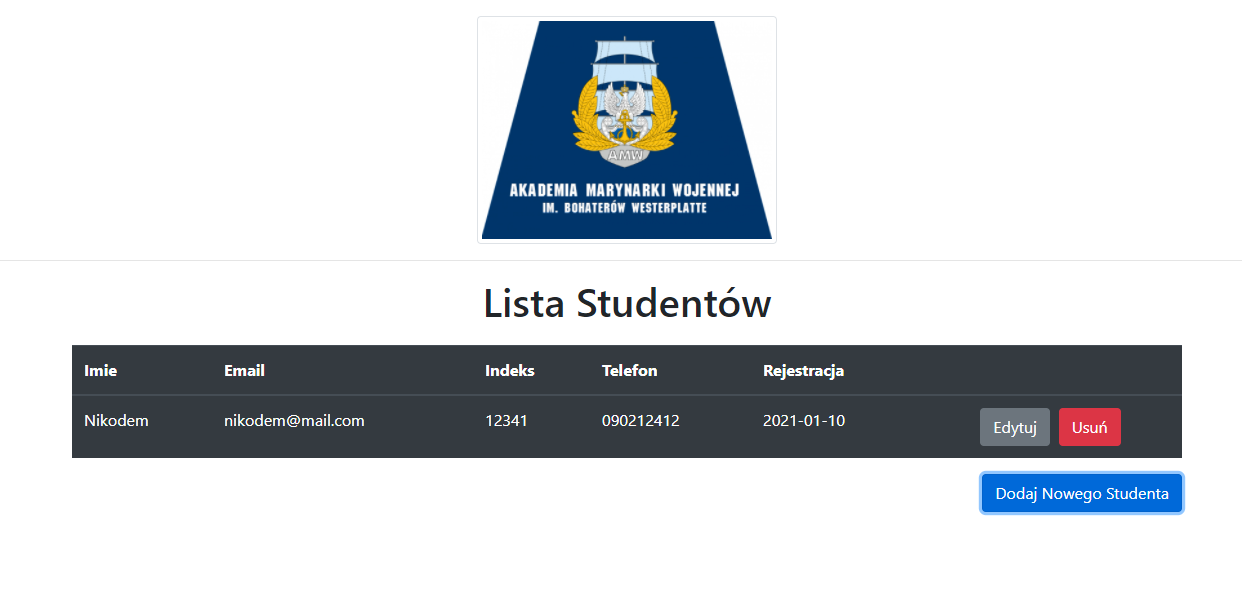 AMW
AKADEMIA MARYNARKI WOJENNEJ
IM. BOHATERÓW WESTERPLATTE
Lista Studentów
Imie Email Indeks Telefon Rejestracja
Nikodem nikodem@mail.com 12341 090212412 2021-01-10 Edytuj Usuń
Dodaj Nowego Studenta